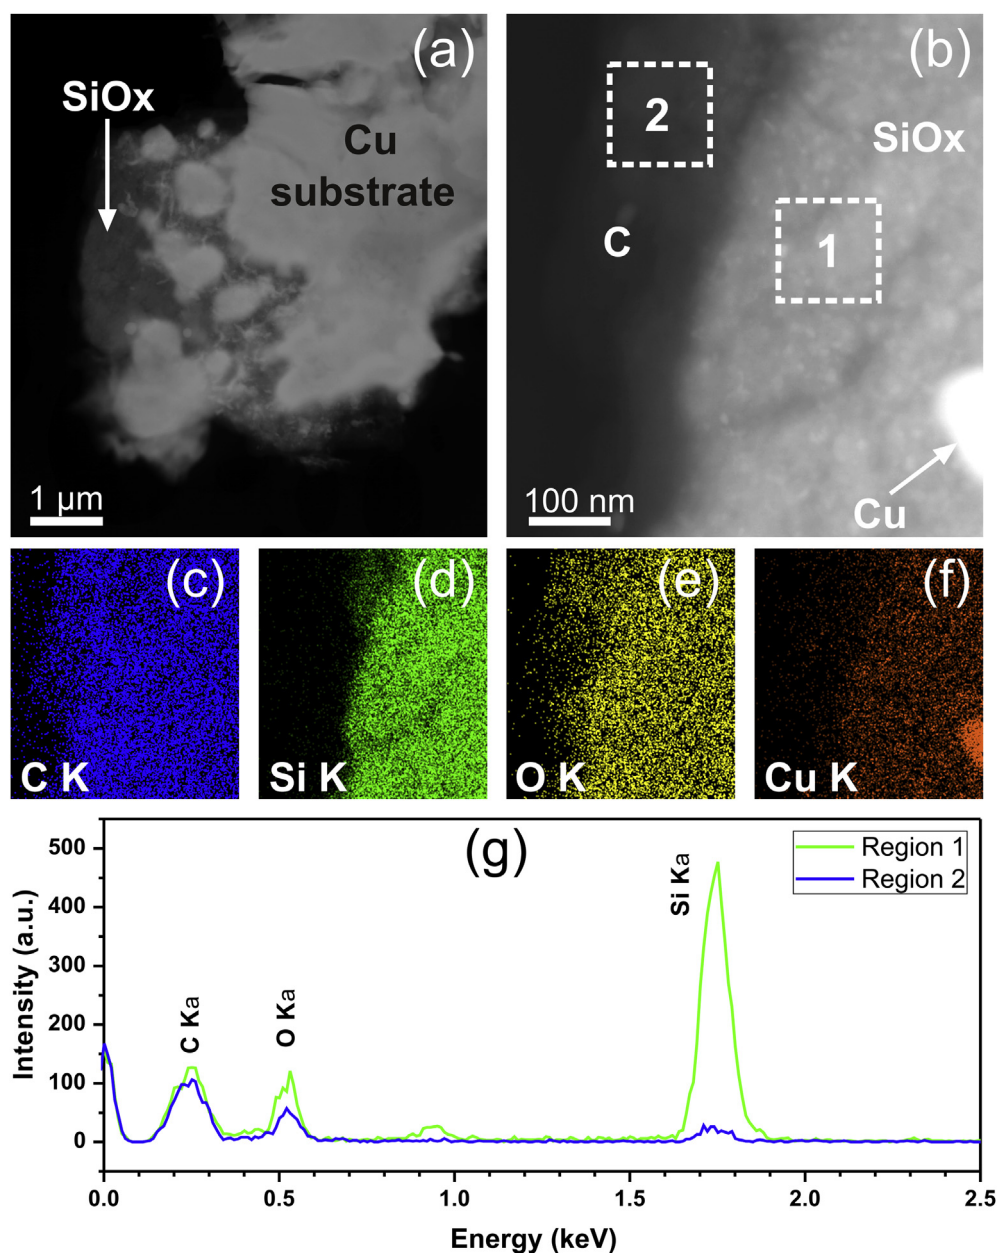 (a)
SiOx
Cu
substrate
1 µm
(b)
2
SiOx
1
C
Cu
100 nm
(c)
C K
(d)
Si K
(e)
O K
(f)
Cu K
(g)
Region 1
Region 2
C Ka
O Ka
Si Ka
Intensity (a.u.)
500
400
300
200
100
0
0.0 0.5 1.0 1.5 2.0 2.5
Energy (keV)